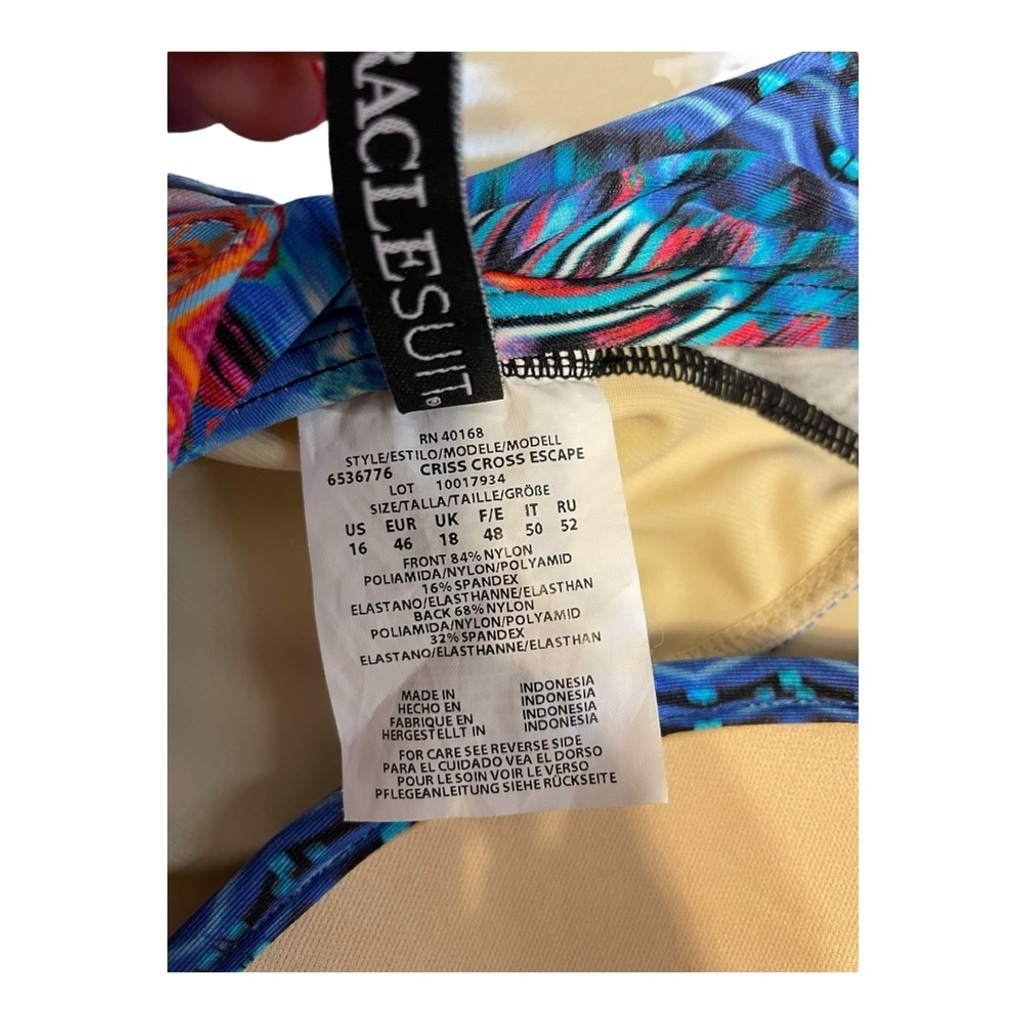 RACLESUIT®
RN 40168
STYLE/ESTILO/MODELE/MODELL
6536776 CRISS CROSS ESCAPE
LOT 10017934
SIZE/TALLA/TAILLE/GRÖßE
US EUR UK F/E IT RU
16 46 18 48 50 52
FRONT 84% NYLON
POLIAMIDA/NYLON/POLYAMID
16% SPANDEX
ELASTANO/ELASTHANNE/ELASTHAN
BACK 68% NYLON
POLIAMIDA/NYLON/POLYAMID
32% SPANDEX
ELASTANO/ELASTHANNE/ELASTHAN
MADE IN INDONESIA
HECHO EN INDONESIA
FABRIQUE EN INDONESIA
HERGESTELLT IN INDONESIA
FOR CARE SEE REVERSE SIDE
PARA EL CUIDADO VEA EL DORSO
POUR LE SOIN VOIR LE VERSO
PFLEGEANLEITUNG SIEHE RÜCKSEITE